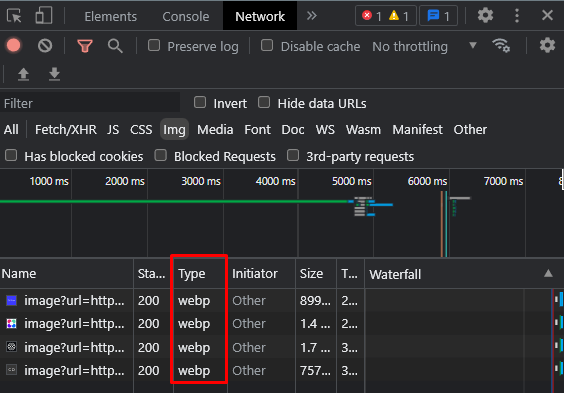 Elements Console Network » 1 1 1
Preserve log Disable cache No throttling
Filter Invert Hide data URLs
All Fetch/XHR JS CSS Img Media Font Doc WS Wasm Manifest Other
Has blocked cookies Blocked Requests 3rd-party requests
1000 ms 2000 ms 3000 ms 4000 ms 5000 ms 6000 ms 7000 ms 8
Name Sta... Type Initiator Size T... Waterfall
image?url=http... 200 webp Other 899... 2...
image?url=http... 200 webp Other 1.4 ... 2...
image?url=http... 200 webp Other 1.7 ... 3...
image?url=http... 200 webp Other 757... 3...